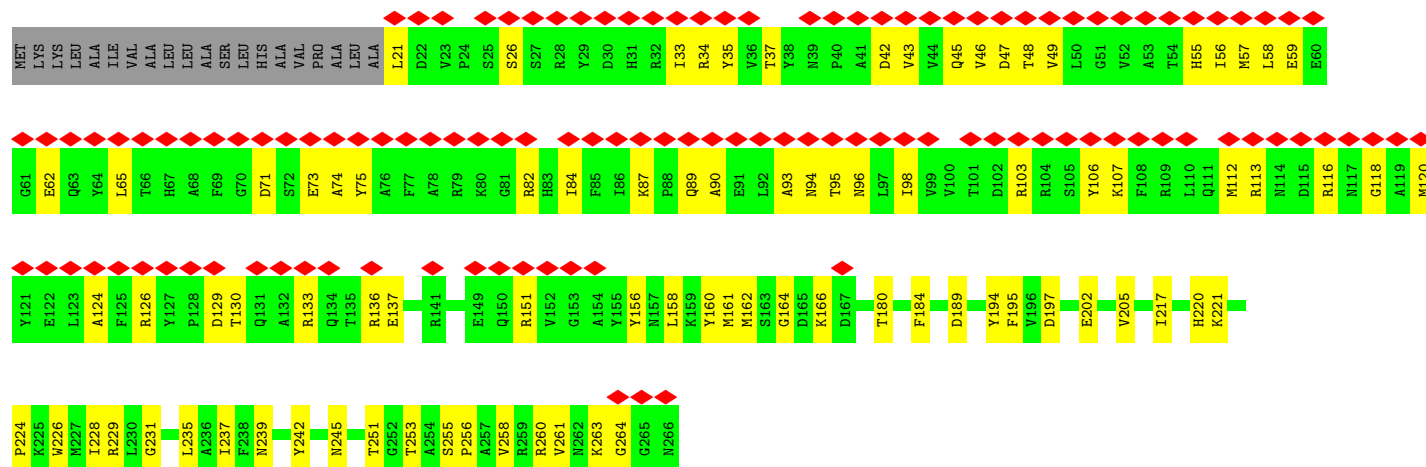 MET LYS LYS LEU ALA ILE VAL ALA LEU LEU ALA SER LEU HIS ALA VAL PRO ALA LEU ALA L21 D22 V23 P24 S25 S26 S27 R28 Y29 D30 H31 R32 I33 R34 Y35 V36 T37 Y38 N39 P40 A41 D42 V43 V44 Q45 V46 D47 T48 V49 L50 G51 V52 A53 T54 H55 I56 M57 L58 E59 E60
G61 E62 Q63 Y64 L65 T66 H67 A68 F69 G70 D71 S72 E73 A74 Y75 A76 F77 A78 R79 K80 G81 R82 H83 I84 F85 I86 K87 P88 Q89 A90 E91 L92 A93 N94 T95 N96 L97 I98 V99 V100 T101 D102 R103 R104 S105 Y106 K107 F108 R109 L110 Q111 M112 R113 N114 D115 R116 N117 G118 A119 M120
Y121 E122 L123 A124 F125 R126 Y127 P128 D129 T130 Q131 A132 R133 Q134 T135 R136 E137 R141 E149 Q150 R151 V152 G153 A154 Y155 Y156 N157 L158 K159 Y160 M161 M162 S163 G164 D165 K166 D167 T180 F184 D189 Y194 F195 V196 D197 E202 V205 I217 H220 K221
P224 K225 W226 M227 I228 R229 L230 G231 L235 A236 I237 F238 N239 Y242 N245 T251 G252 T253 A254 S255 P256 A257 V258 R259 R260 V261 N262 K263 G264 G265 N266